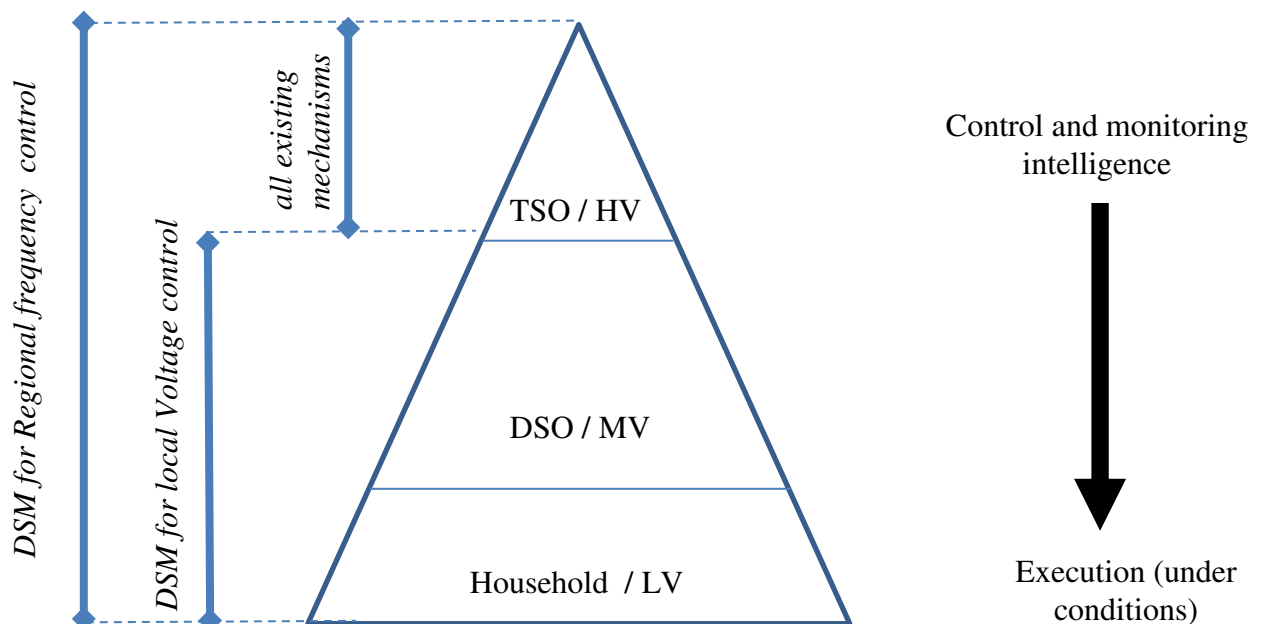 DSM for Regional frequency control
DSM for local Voltage control
all existing
mechanisms
TSO / HV
DSO / MV
Household / LV
Control and monitoring
intelligence
Execution (under
conditions)